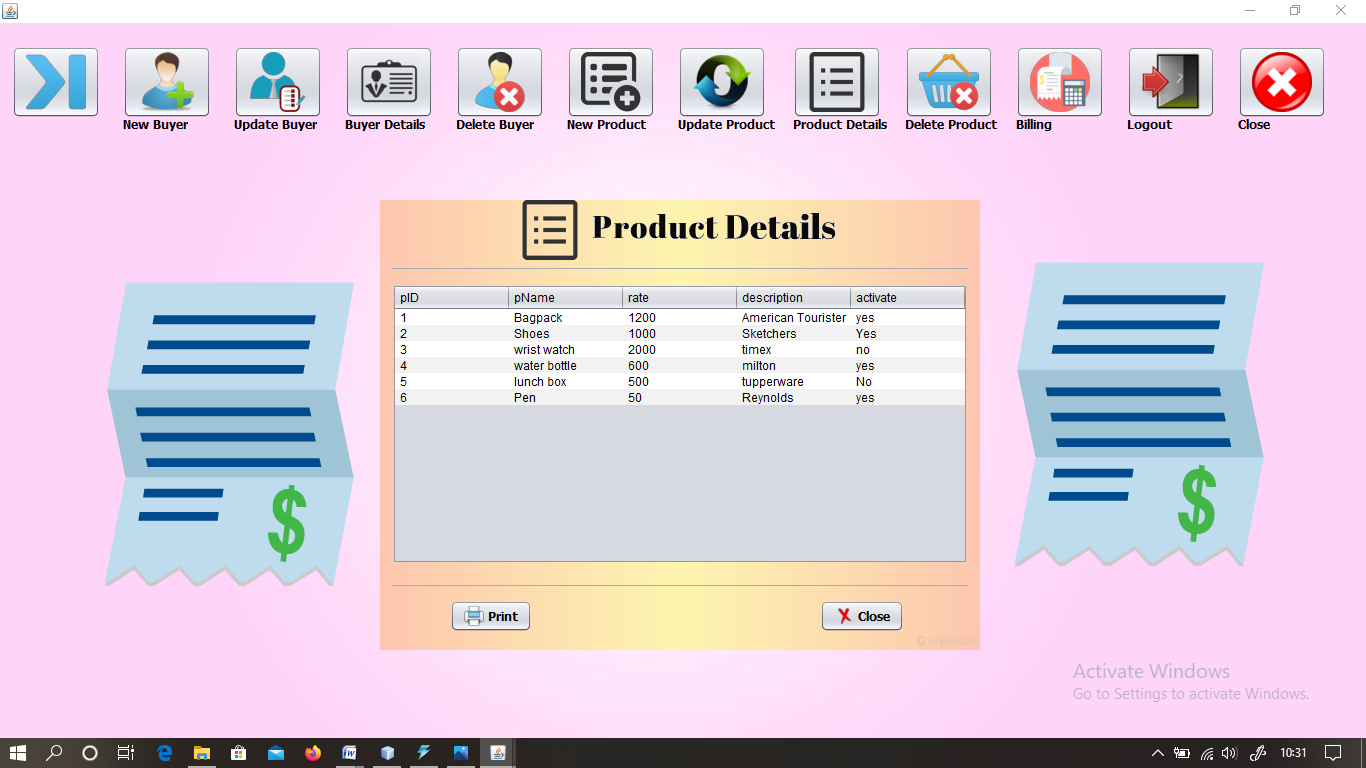 New Buyer Update Buyer Buyer Details Delete Buyer New Product Update Product Product Details Delete Product Billing Logout Close
Product Details
pID pName rate description activate
1 Bagpack 1200 American Tourister yes
2 Shoes 1000 Sketchers Yes
3 wrist watch 2000 timex no
4 water bottle 600 milton yes
5 lunch box 500 tupperware No
6 Pen 50 Reynolds yes
$
$
Print Close
© xmple.com
Activate Windows
Go to Settings to activate Windows.
10:31